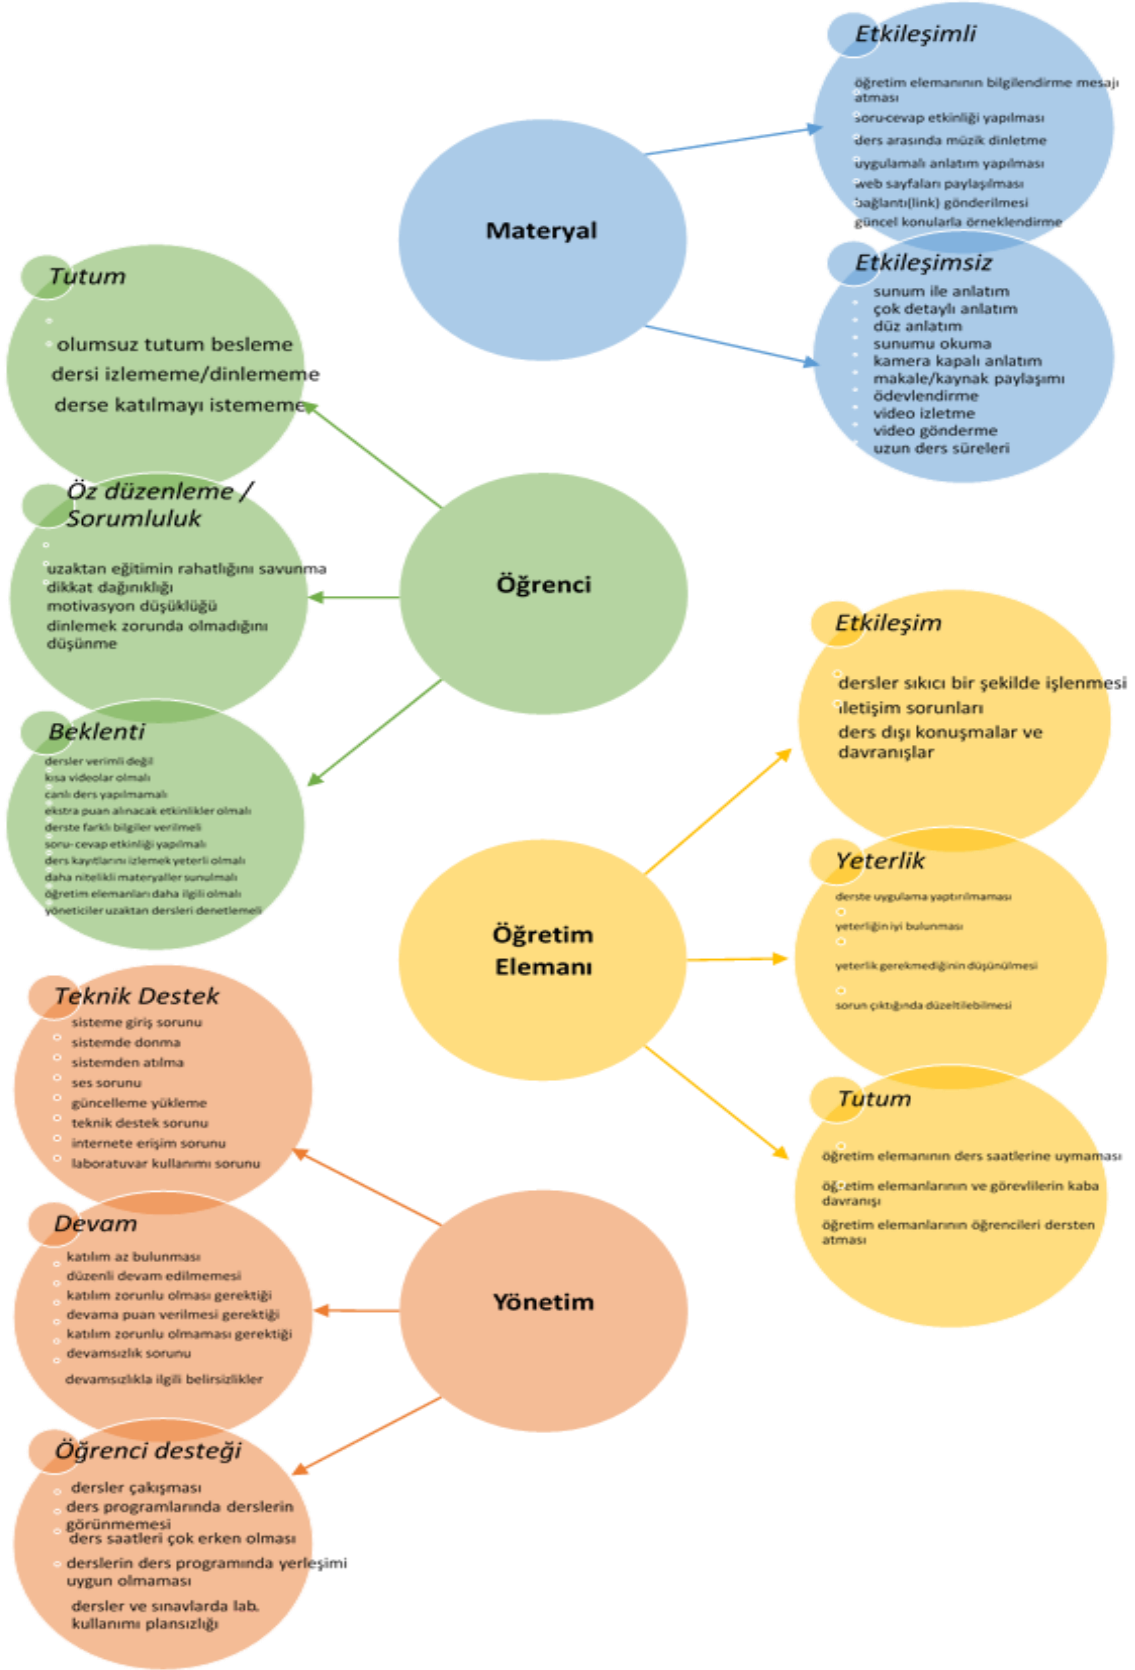 Materyal
Etkileşimli
öğretim elemanının bilgilendirme mesajı
atması
soru-cevap etkinliği yapılması
ders arasında müzik dinletme
uygulamalı anlatım yapılması
web sayfaları paylaşılması
bağlantı(link) gönderilmesi
güncel konularla örneklendirme
Etkileşimsiz
sunum ile anlatım
çok detaylı anlatım
düz anlatım
sunumu okuma
kamera kapalı anlatım
makale/kaynak paylaşımı
ödevlendirme
video izletme
video gönderme
uzun ders süreleri
Öğrenci
Tutum
olumsuz tutum besleme
dersi izlememe/dinlememe
derse katılmayı istememe
Öz düzenleme /
Sorumluluk
uzaktan eğitimin rahatlığını savunma
dikkat dağınıklığı
motivasyon düşüklüğü
dinlemek zorunda olmadığını
düşünme
Beklenti
dersler verimli değil
kısa videolar olmalı
canlı ders yapılmamalı
ekstra puan alınacak etkinlikler olmalı
derste farklı bilgiler verilmeli
soru-cevap etkinliği yapılmalı
ders kayıtlarını izlemek yeterli olmalı
daha nitelikli materyaller sunulmalı
öğretim elemanları daha ilgili olmalı
yöneticiler uzaktan dersleri denetlemeli
Öğretim
Elemanı
Etkileşim
dersler sıkıcı bir şekilde işlenmesi
iletişim sorunları
ders dışı konuşmalar ve
davranışlar
Yeterlik
derste uygulama yaptırılmaması
yeterliğin iyi bulunması
yeterlik gerekmediğinin düşünülmesi
sorun çıktığında düzeltilebilmesi
Tutum
öğretim elemanının ders saatlerine uymaması
öğretim elemanlarının ve görevlilerin kaba
davranışı
öğretim elemanlarının öğrencileri dersten
atması
Yönetim
Teknik Destek
sisteme giriş sorunu
sistemde donma
sistemden atılma
ses sorunu
güncelleme yükleme
teknik destek sorunu
internete erişim sorunu
laboratuvar kullanımı sorunu
Devam
katılım az bulunması
düzenli devam edilmemesi
katılım zorunlu olması gerektiği
devama puan verilmesi gerektiği
katılım zorunlu olmaması gerektiği
devamsızlık sorunu
devamsızlıkla ilgili belirsizlikler
Öğrenci desteği
dersler çakışması
ders programlarında derslerin
görünmemesi
ders saatleri çok erken olması
derslerin ders programında yerleşimi
uygun olmaması
dersler ve sınavlarda lab.
kullanımı plansızlığı